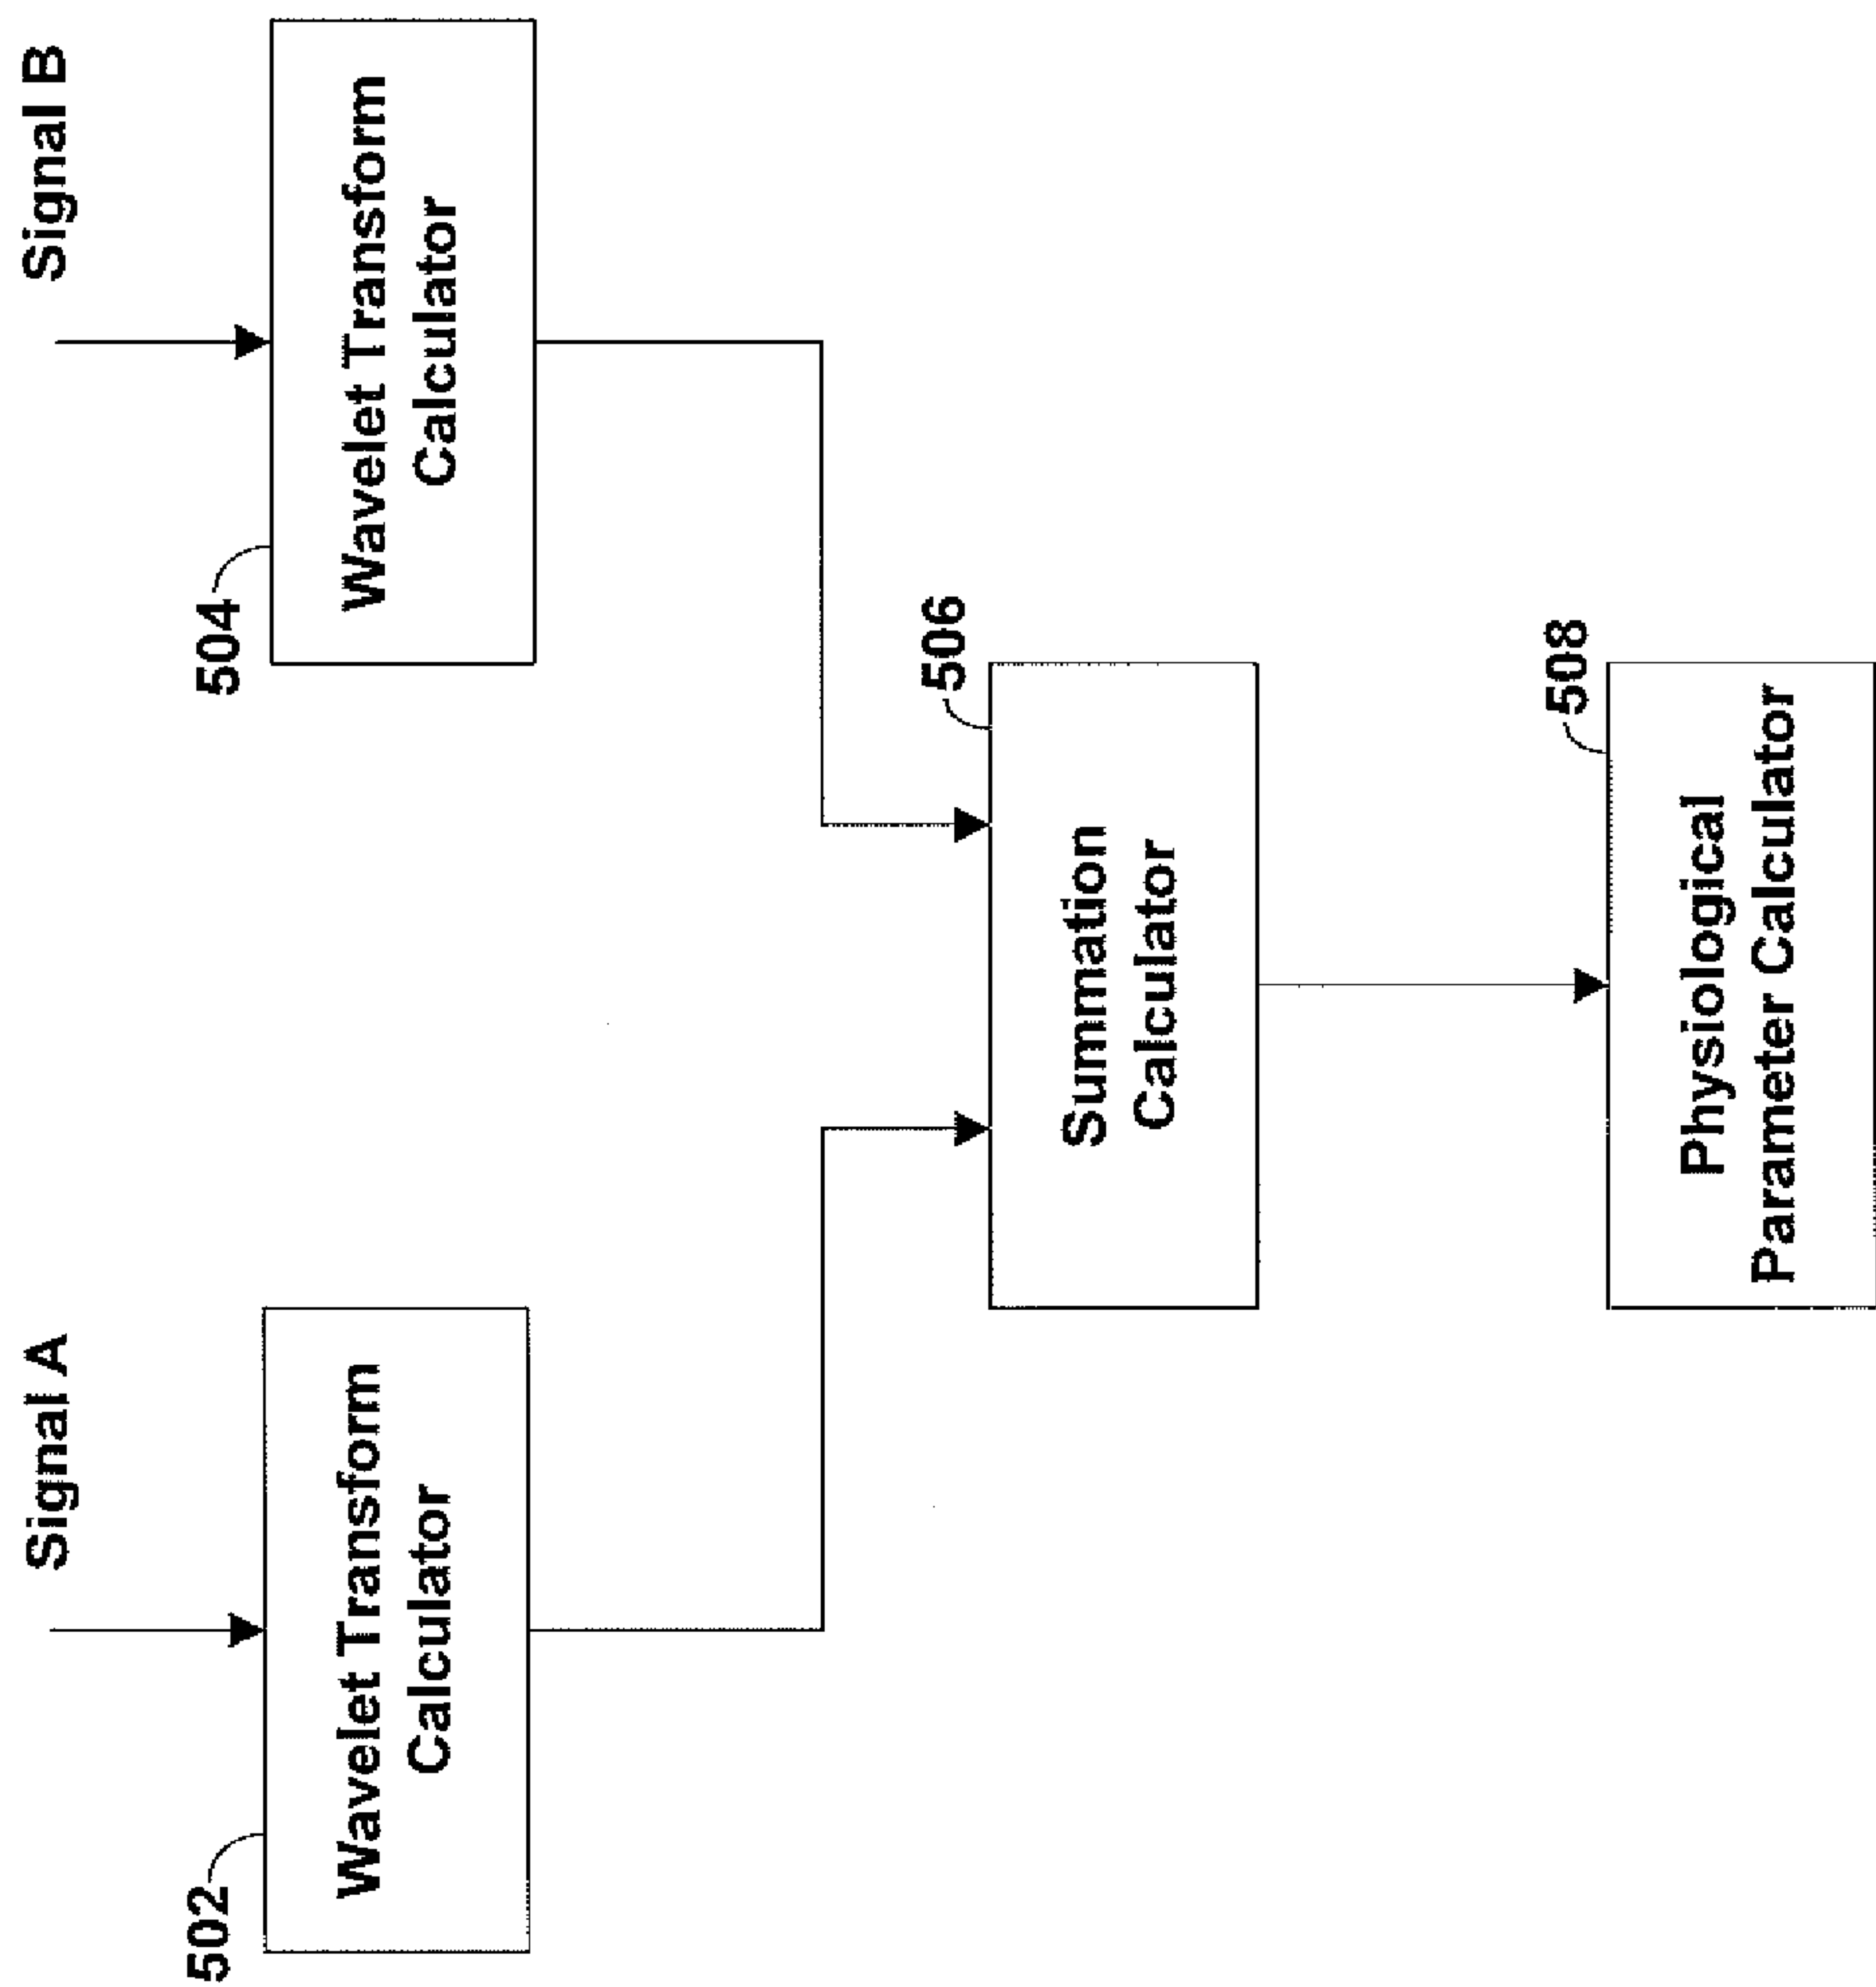 Signal A
Signal B
502
Wavelet Transform
Calculator
504
Wavelet Transform
Calculator
506
Summation
Calculator
508
Physiological
Parameter Calculator